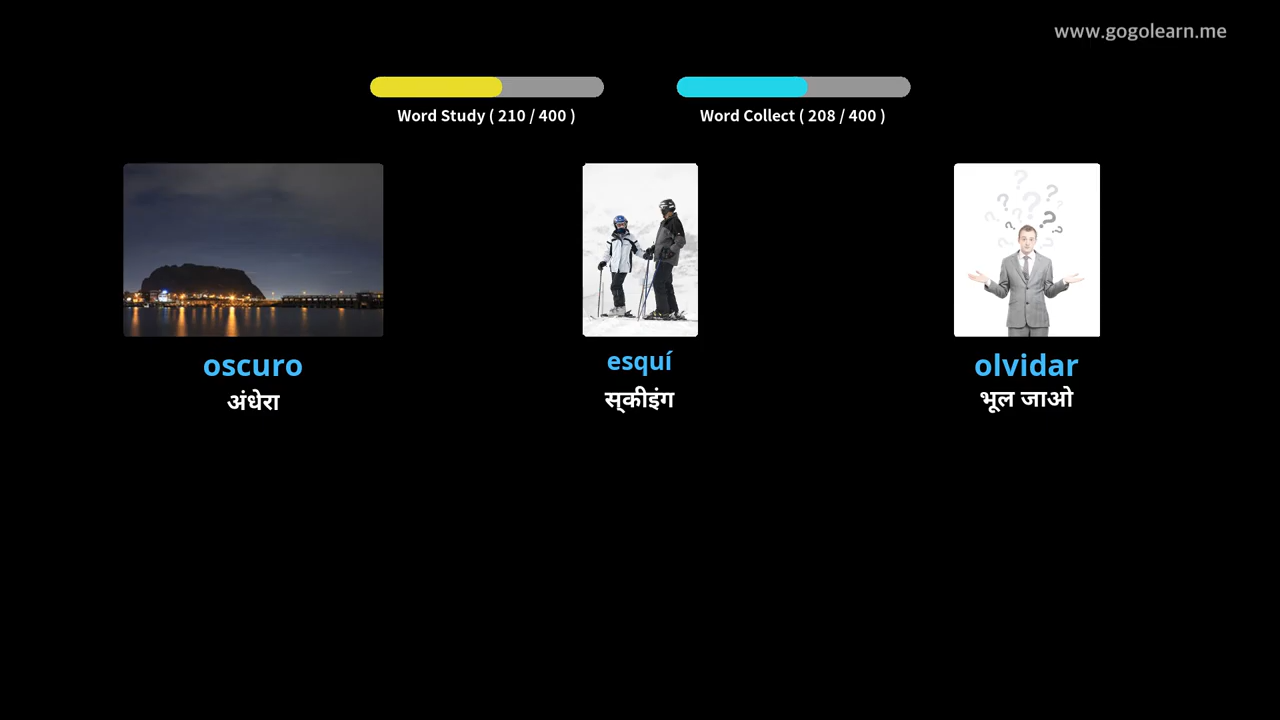 www.gogolearn.me
Word Study ( 210 / 400 )
Word Collect ( 208 / 400 )
oscuro
esquí
olvidar
अंधेरा
स्कीइंग
भूल जाओ